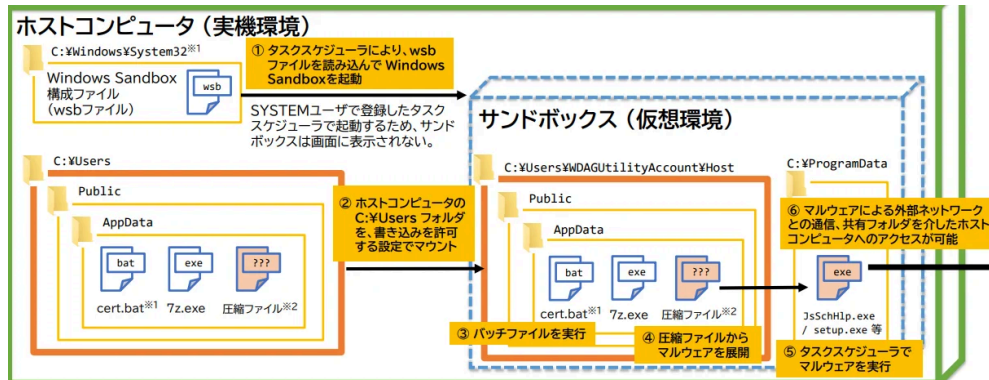 ホストコンピュータ（実機環境）
C:¥Windows¥System32※1
Windows Sandbox
構成ファイル
(wsbファイル)
wsb
① タスクスケジューラにより、wsb
ファイルを読み込んで Windows
Sandboxを起動
SYSTEMユーザで登録したタスク
スケジューラで起動するため、サンド
ボックスは画面に表示されない。
C:¥Users
Public
AppData
bat
exe
???
cert.bat※1
7z.exe
圧縮ファイル※2
② ホストコンピュータの
C:¥Users フォルダ
を、書き込みを許可
する設定でマウント
サンドボックス（仮想環境）
C:¥Users¥WDAGUtilityAccount¥Host
Public
AppData
bat
exe
???
cert.bat※1
7z.exe
圧縮ファイル※2
③ バッチファイルを実行
④ 圧縮ファイルから
マルウェアを展開
C:¥ProgramData
⑥ マルウェアによる外部ネットワーク
との通信、共有フォルダを介したホスト
コンピュータへのアクセスが可能
exe
JsSchHlp.exe
/ setup.exe 等
⑤ タスクスケジューラで
マルウェアを実行